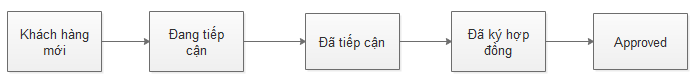 Khách hàng
mới
Đang tiếp
cận
Đã tiếp cận
Đã ký hợp
đồng
Approved